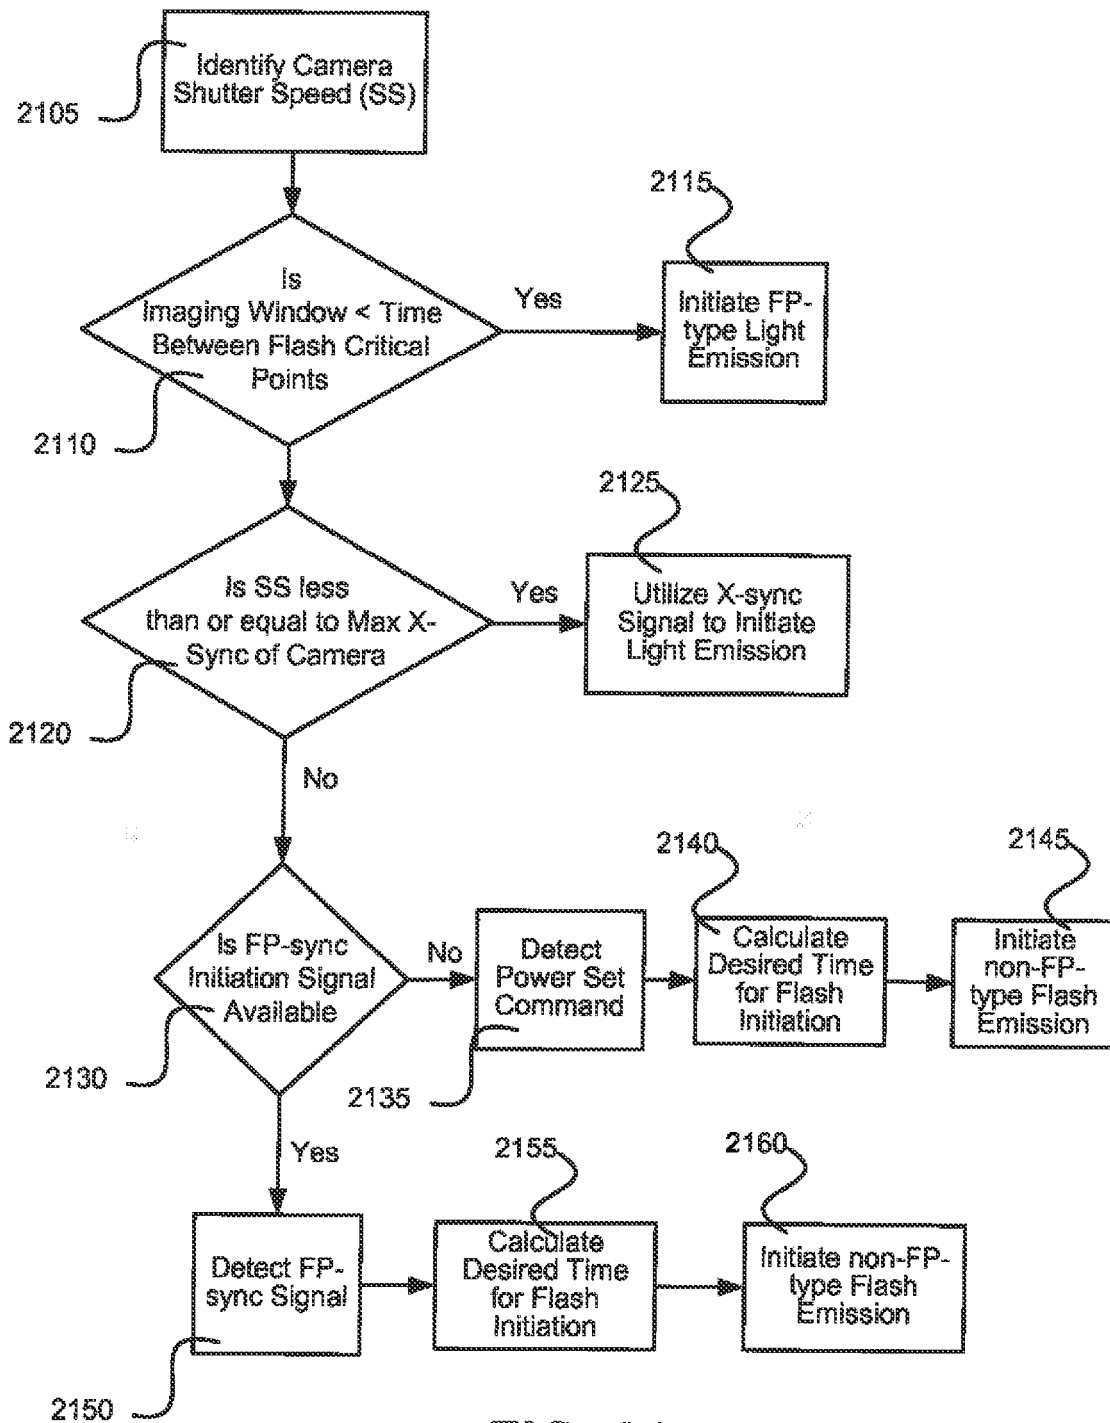 Identify Camera
Shutter Speed (SS)
2105
2115
Is
Imaging Window < Time
Between Flash Critical
Points
Yes
Initiate FP-
type Light
Emission
2110
2125
Is SS less
than or equal to Max X-
Sync of Camera
Yes
Utilize X-sync
Signal to Initiate
Light Emission
2120
No
2140
2145
Is FP-sync
Initiation Signal
Available
No
Detect
Power Set
Command
Calculate
Desired Time
for Flash
Initiation
Initiate
non-FP-
type Flash
Emission
2130
2135
Yes
2155
2160
Detect FP-
sync Signal
Calculate
Desired Time
for Flash
Initiation
Initiate non-FP-
type Flash
Emission
2150